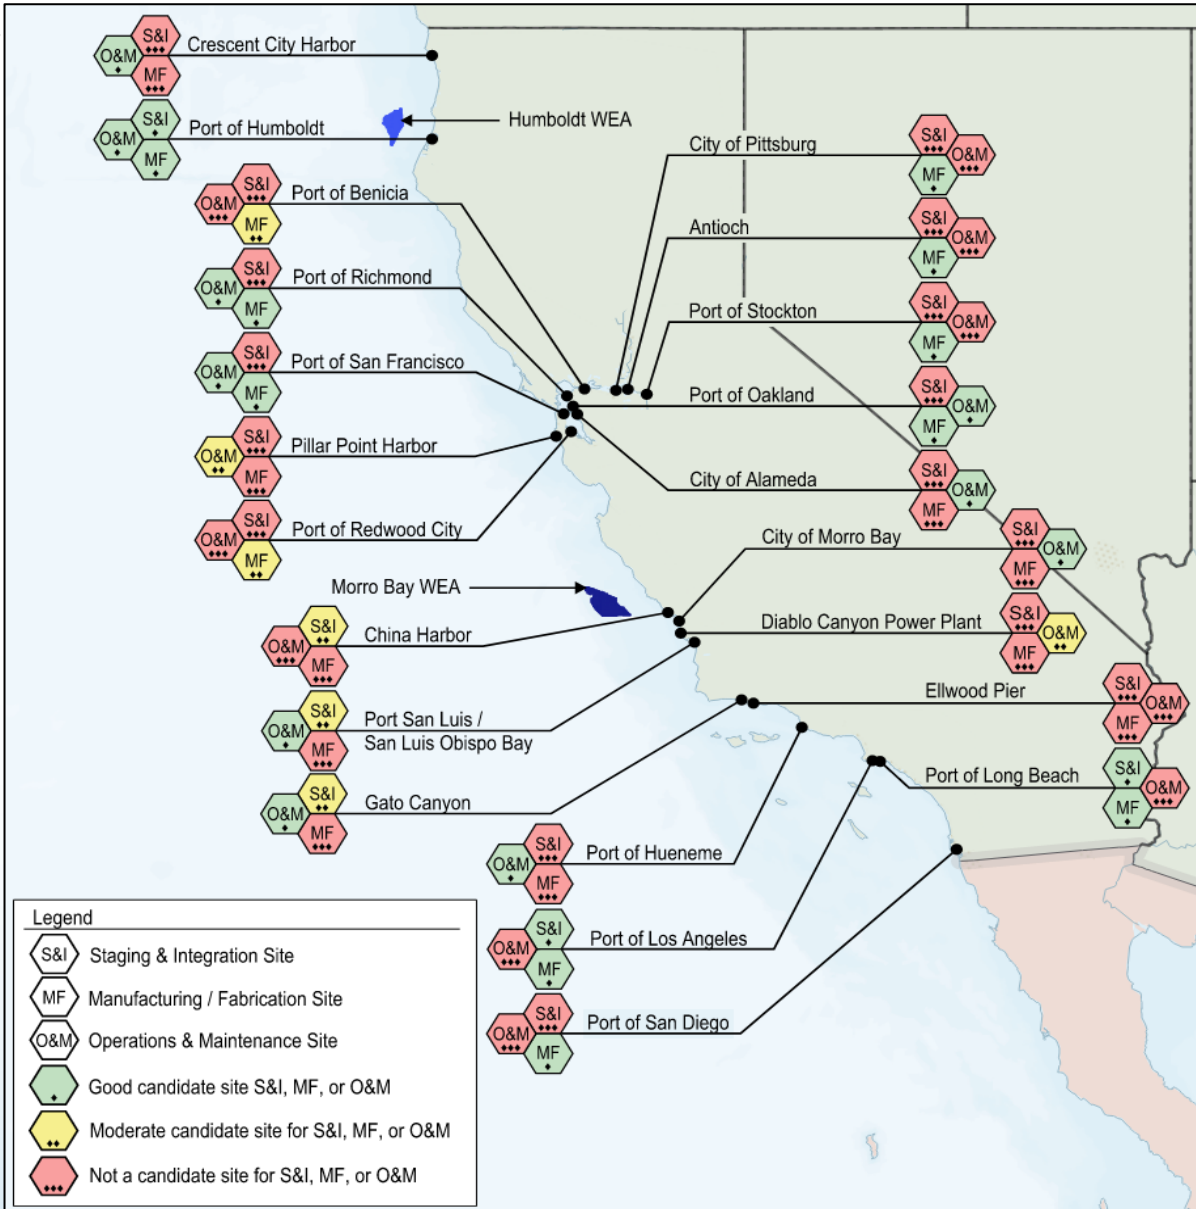 S&I
O&M
MF
Crescent City Harbor
S&I
O&M
MF
Port of Humboldt
Humboldt WEA
S&I
O&M
MF
Port of Benicia
S&I
O&M
MF
Port of Richmond
S&I
O&M
MF
Port of San Francisco
S&I
O&M
MF
Pillar Point Harbor
S&I
O&M
MF
Port of Redwood City
Morro Bay WEA
S&I
O&M
MF
China Harbor
S&I
O&M
MF
Port San Luis /
San Luis Obispo Bay
S&I
O&M
MF
Gato Canyon
City of Pittsburg
S&I
O&M
MF
Antioch
S&I
O&M
MF
Port of Stockton
S&I
O&M
MF
Port of Oakland
S&I
O&M
MF
City of Alameda
S&I
O&M
MF
City of Morro Bay
S&I
O&M
MF
Diablo Canyon Power Plant
S&I
O&M
MF
Ellwood Pier
S&I
O&M
MF
Port of Long Beach
S&I
O&M
MF
S&I
O&M
MF
Port of Hueneme
S&I
O&M
MF
Port of Los Angeles
S&I
O&M
MF
Port of San Diego
Legend
S&I Staging & Integration Site
MF Manufacturing / Fabrication Site
O&M Operations & Maintenance Site
Good candidate site S&I, MF, or O&M
Moderate candidate site for S&I, MF, or O&M
Not a candidate site for S&I, MF, or O&M